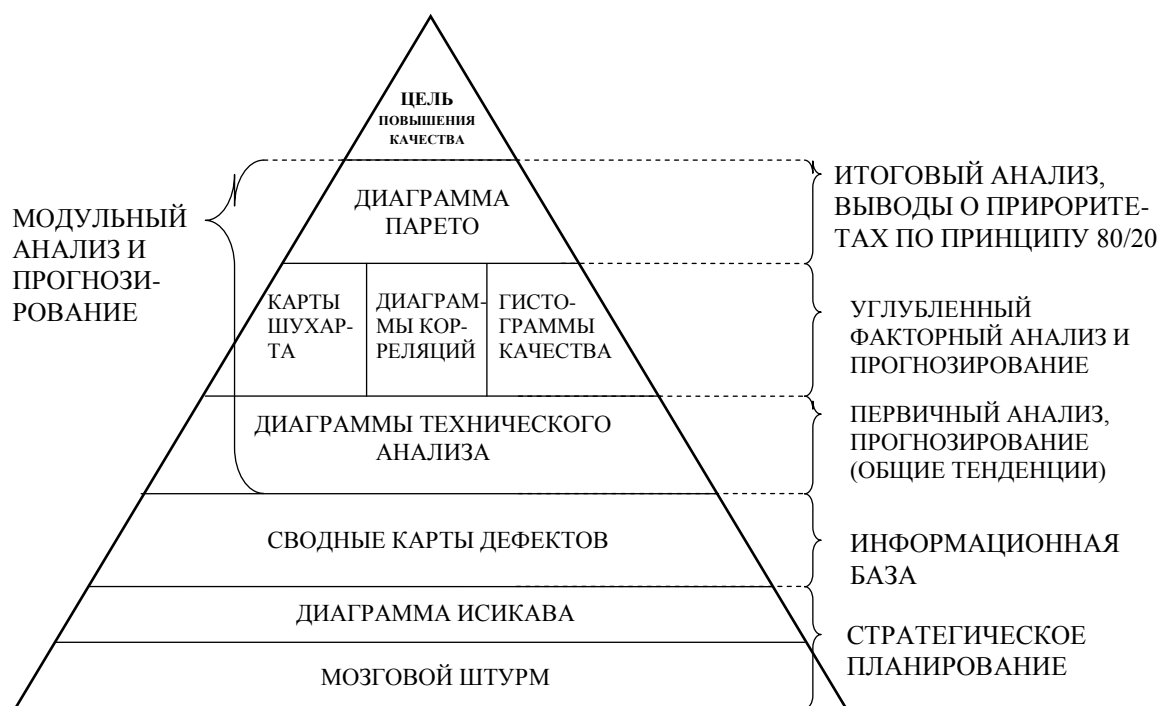 ЦЕЛЬ
ПОВЫШЕНИЯ
КАЧЕСТВА
МОДУЛЬНЫЙ
АНАЛИЗ И
ПРОГНОЗИ-
РОВАНИЕ
ДИАГРАММА
ПАРЕТО
ИТОГОВЫЙ АНАЛИЗ,
ВЫВОДЫ О ПРИРОРИТЕ-
ТАХ ПО ПРИНЦИПУ 80/20
КАРТЫ
ШУХАР-
ТА
ДИАГРАМ-
МЫ КОР-
РЕЛЯЦИЙ
ГИСТО-
ГРАММЫ
КАЧЕСТВА
УГЛУБЛЕННЫЙ
ФАКТОРНЫЙ АНАЛИЗ И
ПРОГНОЗИРОВАНИЕ
ДИАГРАММЫ ТЕХНИЧЕСКОГО
АНАЛИЗА
ПЕРВИЧНЫЙ АНАЛИЗ,
ПРОГНОЗИРОВАНИЕ
(ОБЩИЕ ТЕНДЕНЦИИ)
СВОДНЫЕ КАРТЫ ДЕФЕКТОВ
ИНФОРМАЦИОННАЯ
БАЗА
ДИАГРАММА ИСИКАВА
МОЗГОВОЙ ШТУРМ
СТРАТЕГИЧЕСКОЕ
ПЛАНИРОВАНИЕ